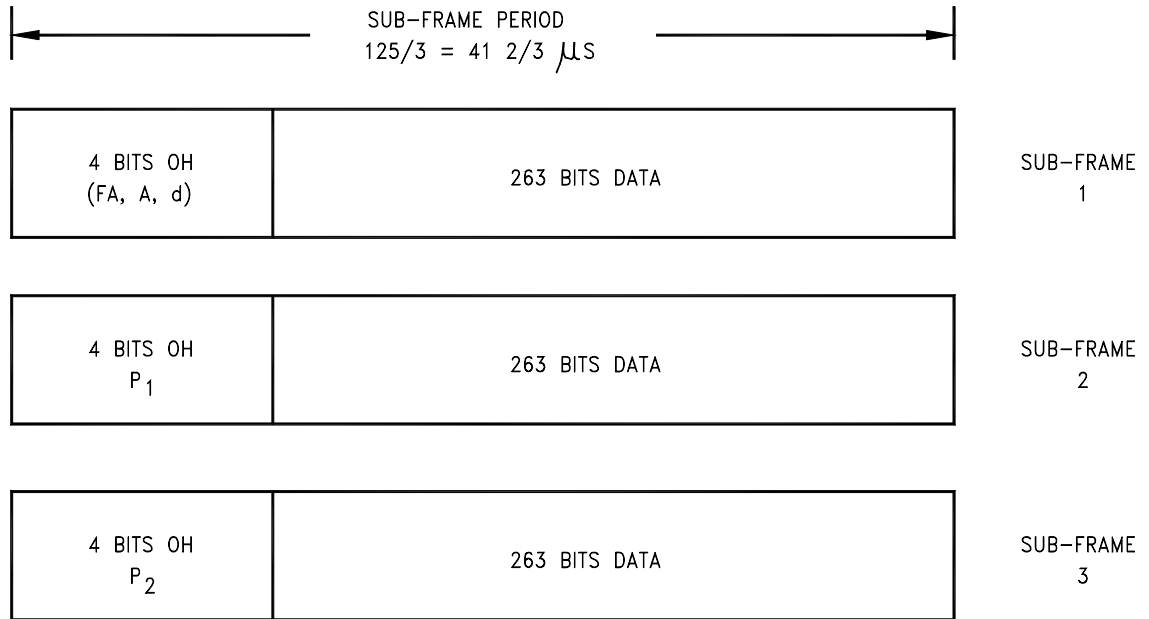 SUB-FRAME PERIOD
125/3 = 41 2/3 μS
4 BITS OH
(FA, A, d)
263 BITS DATA
SUB-FRAME
1
4 BITS OH
P1
263 BITS DATA
SUB-FRAME
2
4 BITS OH
P2
263 BITS DATA
SUB-FRAME
3